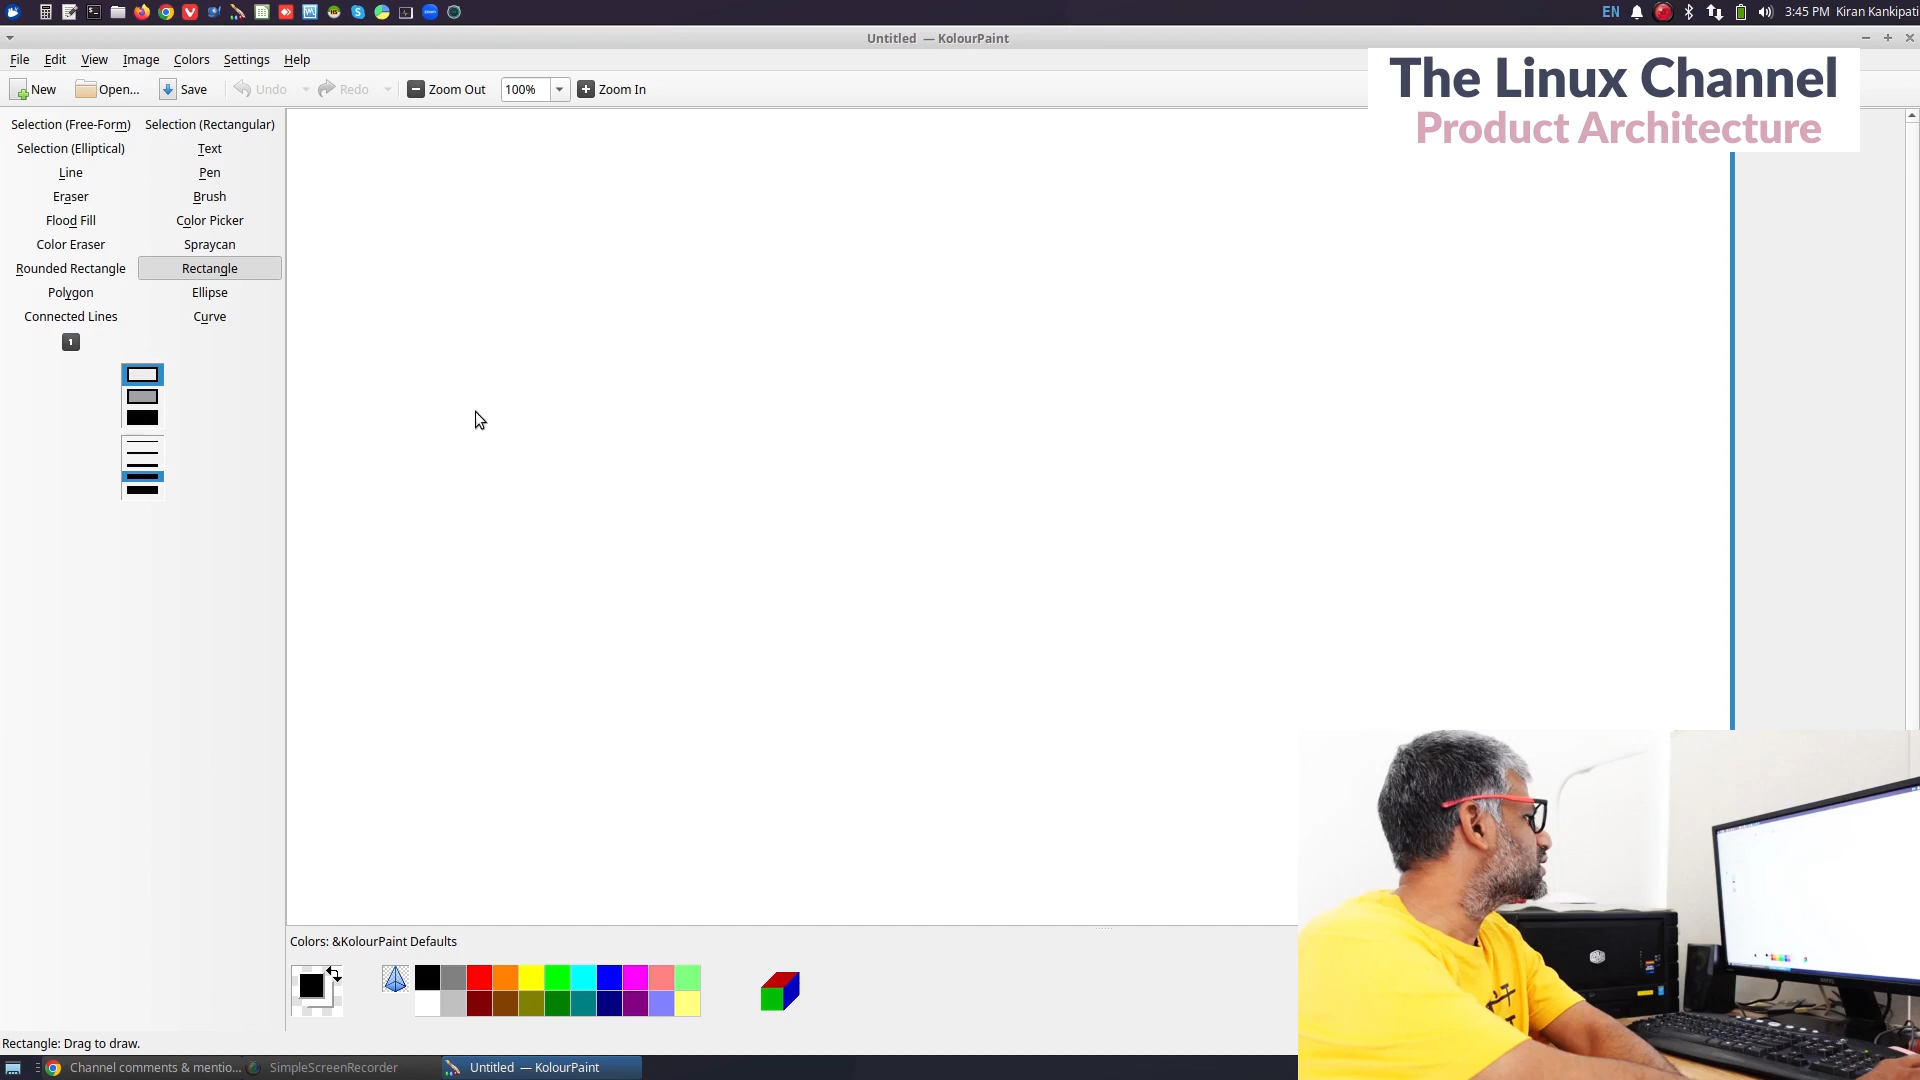 EN
3:45 PM Kiran Kankipati
Untitled — KolourPaint
File Edit View Image Colors Settings Help
New Open... Save Undo Redo Zoom Out 100% Zoom In
The Linux Channel
Product Architecture
Selection (Free-Form) Selection (Rectangular)
Selection (Elliptical) Text
Line Pen
Eraser Brush
Flood Fill Color Picker
Color Eraser Spraycan
Rounded Rectangle Rectangle
Polygon Ellipse
Connected Lines Curve
1
Colors: &KolourPaint Defaults
Rectangle: Drag to draw.
Channel comments & mentio... SimpleScreenRecorder Untitled — KolourPaint